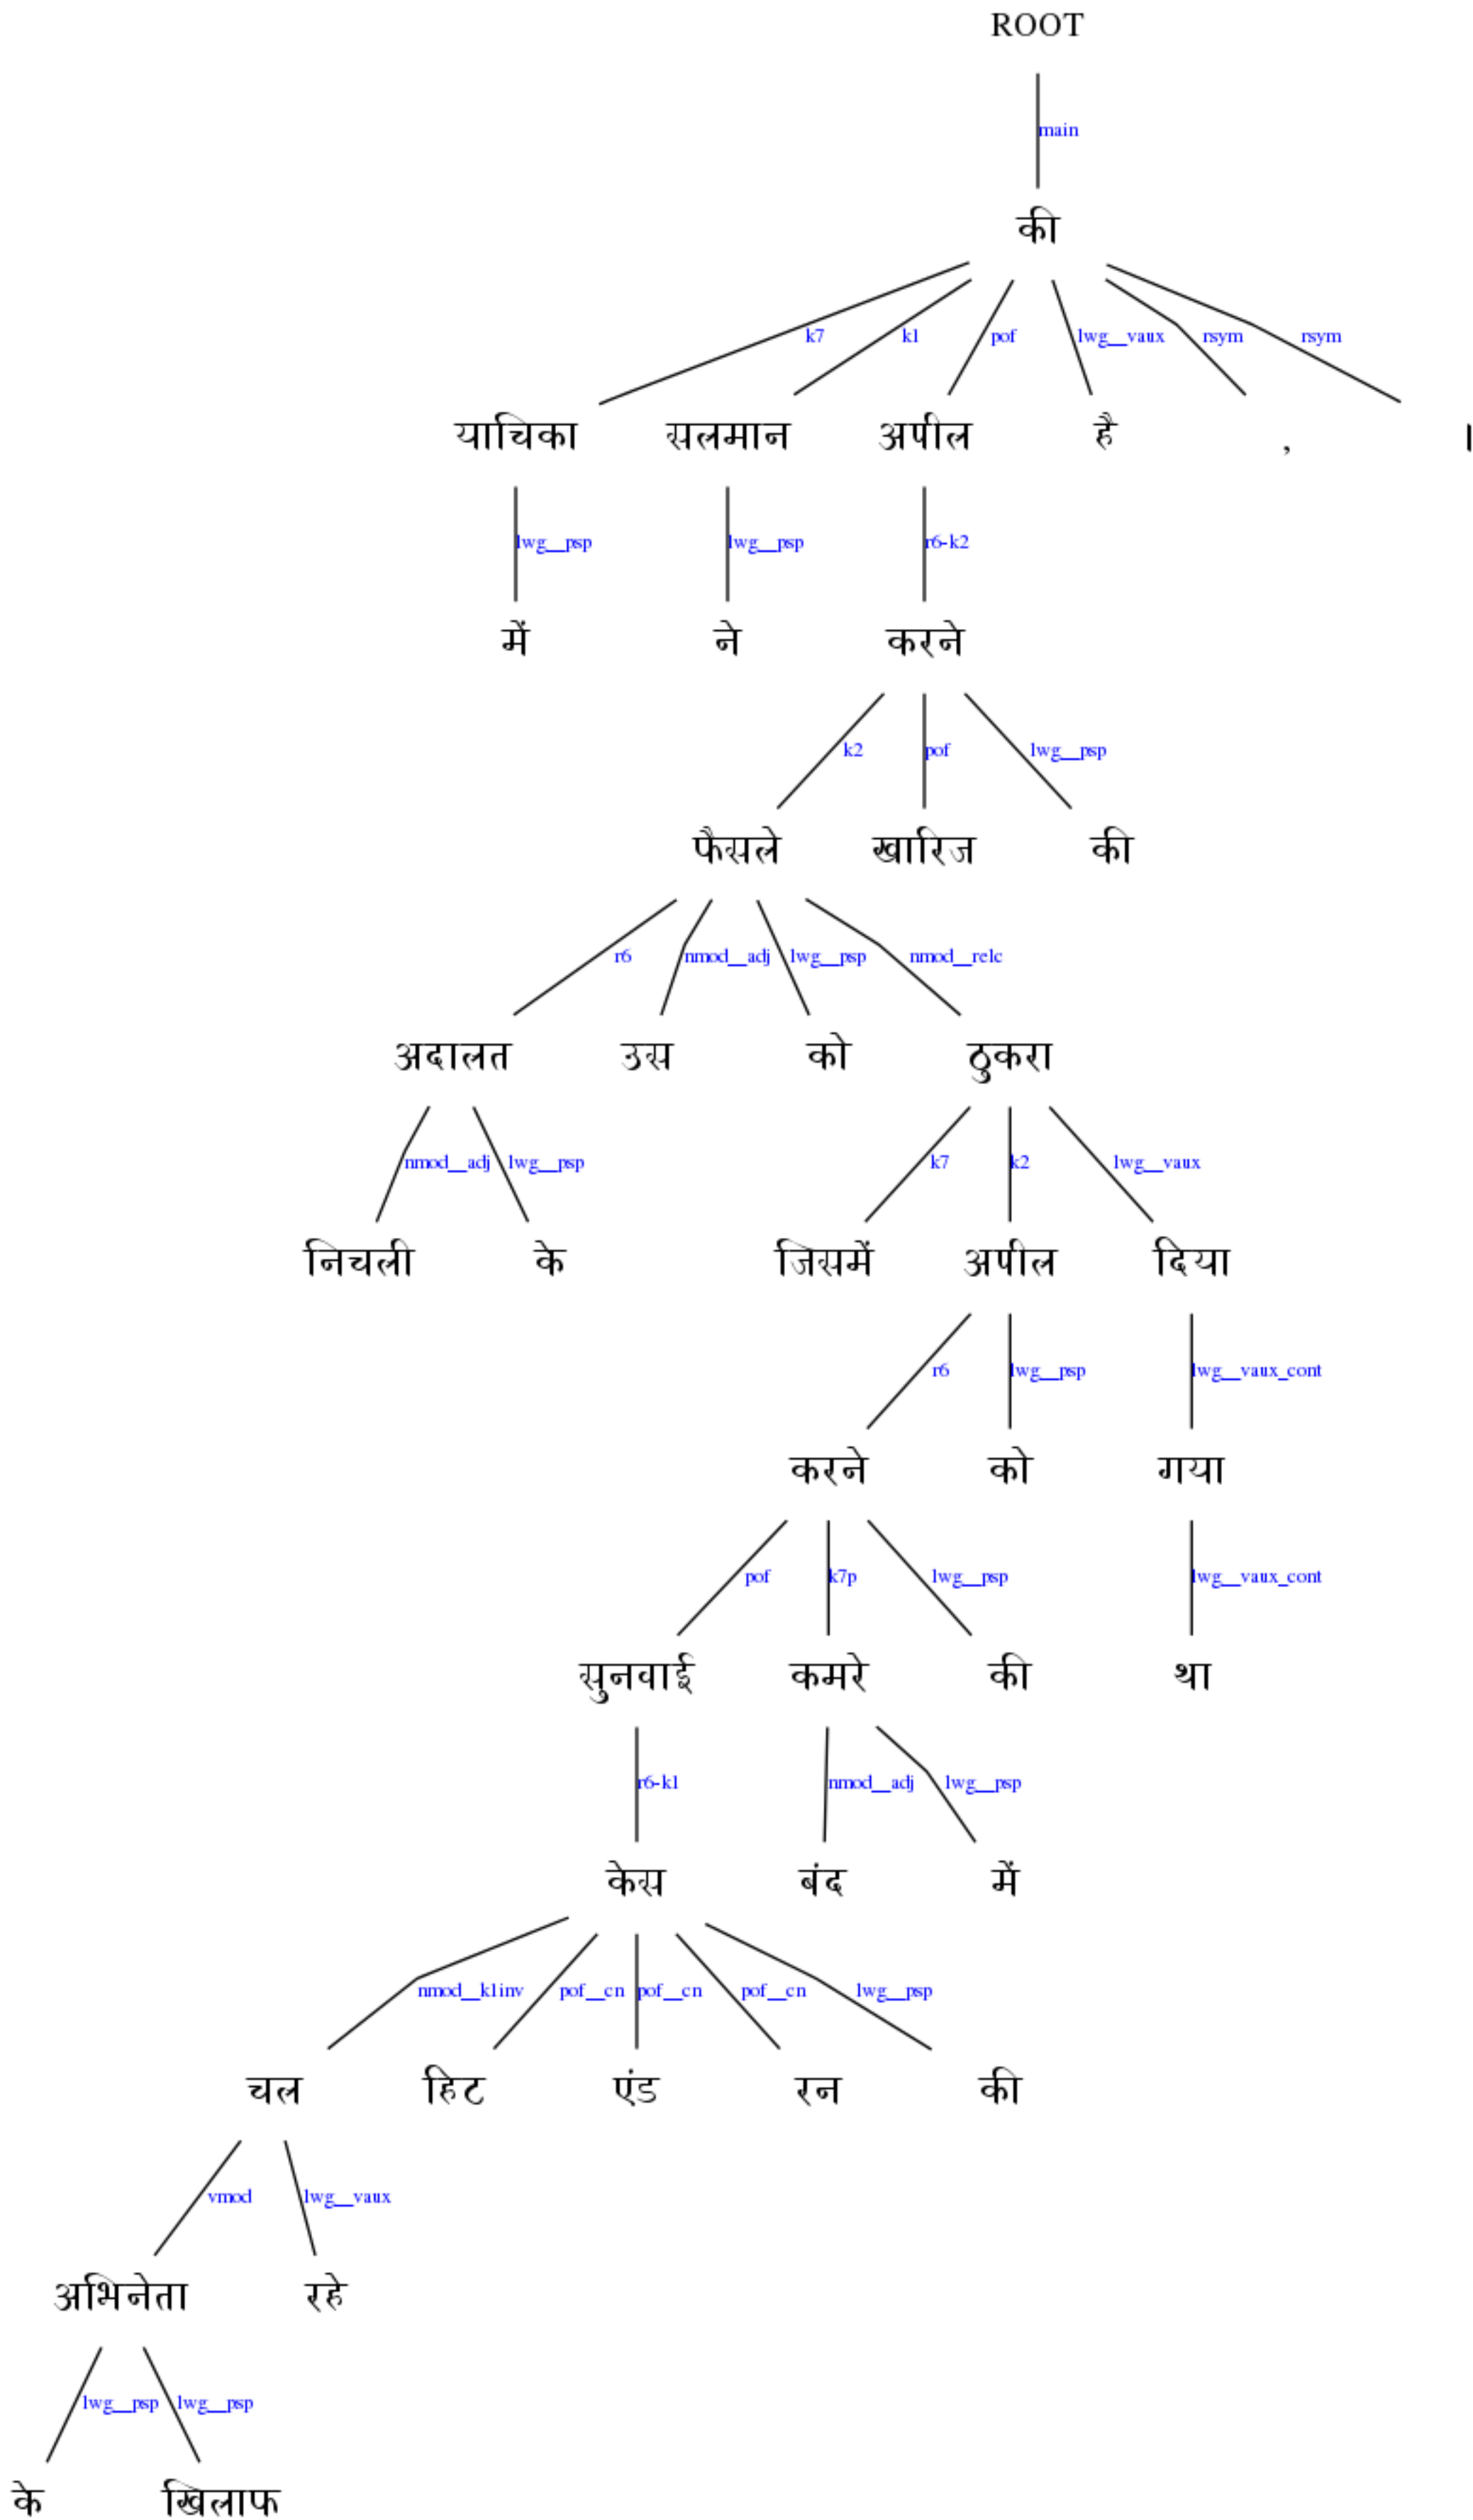 ROOT
main
की
k7 k1 pof lwg__vaux rsym rsym
याचिका सलमान अपील है , ।
lwg__psp lwg__psp r6-k2
में ने करने
k2 pof lwg__psp
फैसले खारिज की
r6 nmod__adj lwg__psp nmod__relc
अदालत उस को ठुकरा
nmod__adj lwg__psp k7 k2 lwg__vaux
निचली के जिसमें अपील दिया
r6 lwg__psp lwg__vaux_cont
करने को गया
pof k7p lwg__psp lwg__vaux_cont
सुनवाई कमरे की था
r6-k1 nmod__adj lwg__psp
केस बंद में
nmod__k1inv pof__cn pof__cn pof__cn lwg__psp
चल हिट एंड रन की
vmod lwg__vaux
अभिनेता रहे
lwg__psp lwg__psp
के खिलाफ